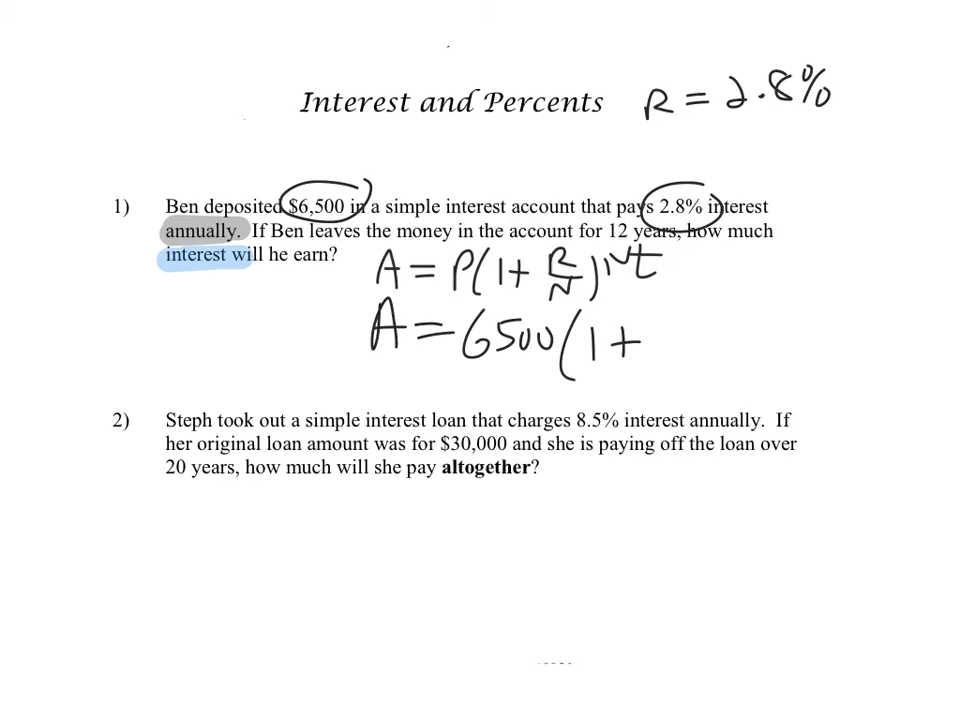 Interest and Percents R = 2.8%
1) Ben deposited $6,500 in a simple interest account that pays 2.8% interest
annually. If Ben leaves the money in the account for 12 years, how much
interest will he earn?
A = P(1 + R/N)^Nt
A = 6500(1 +
2) Steph took out a simple interest loan that charges 8.5% interest annually. If
her original loan amount was for $30,000 and she is paying off the loan over
20 years, how much will she pay altogether?